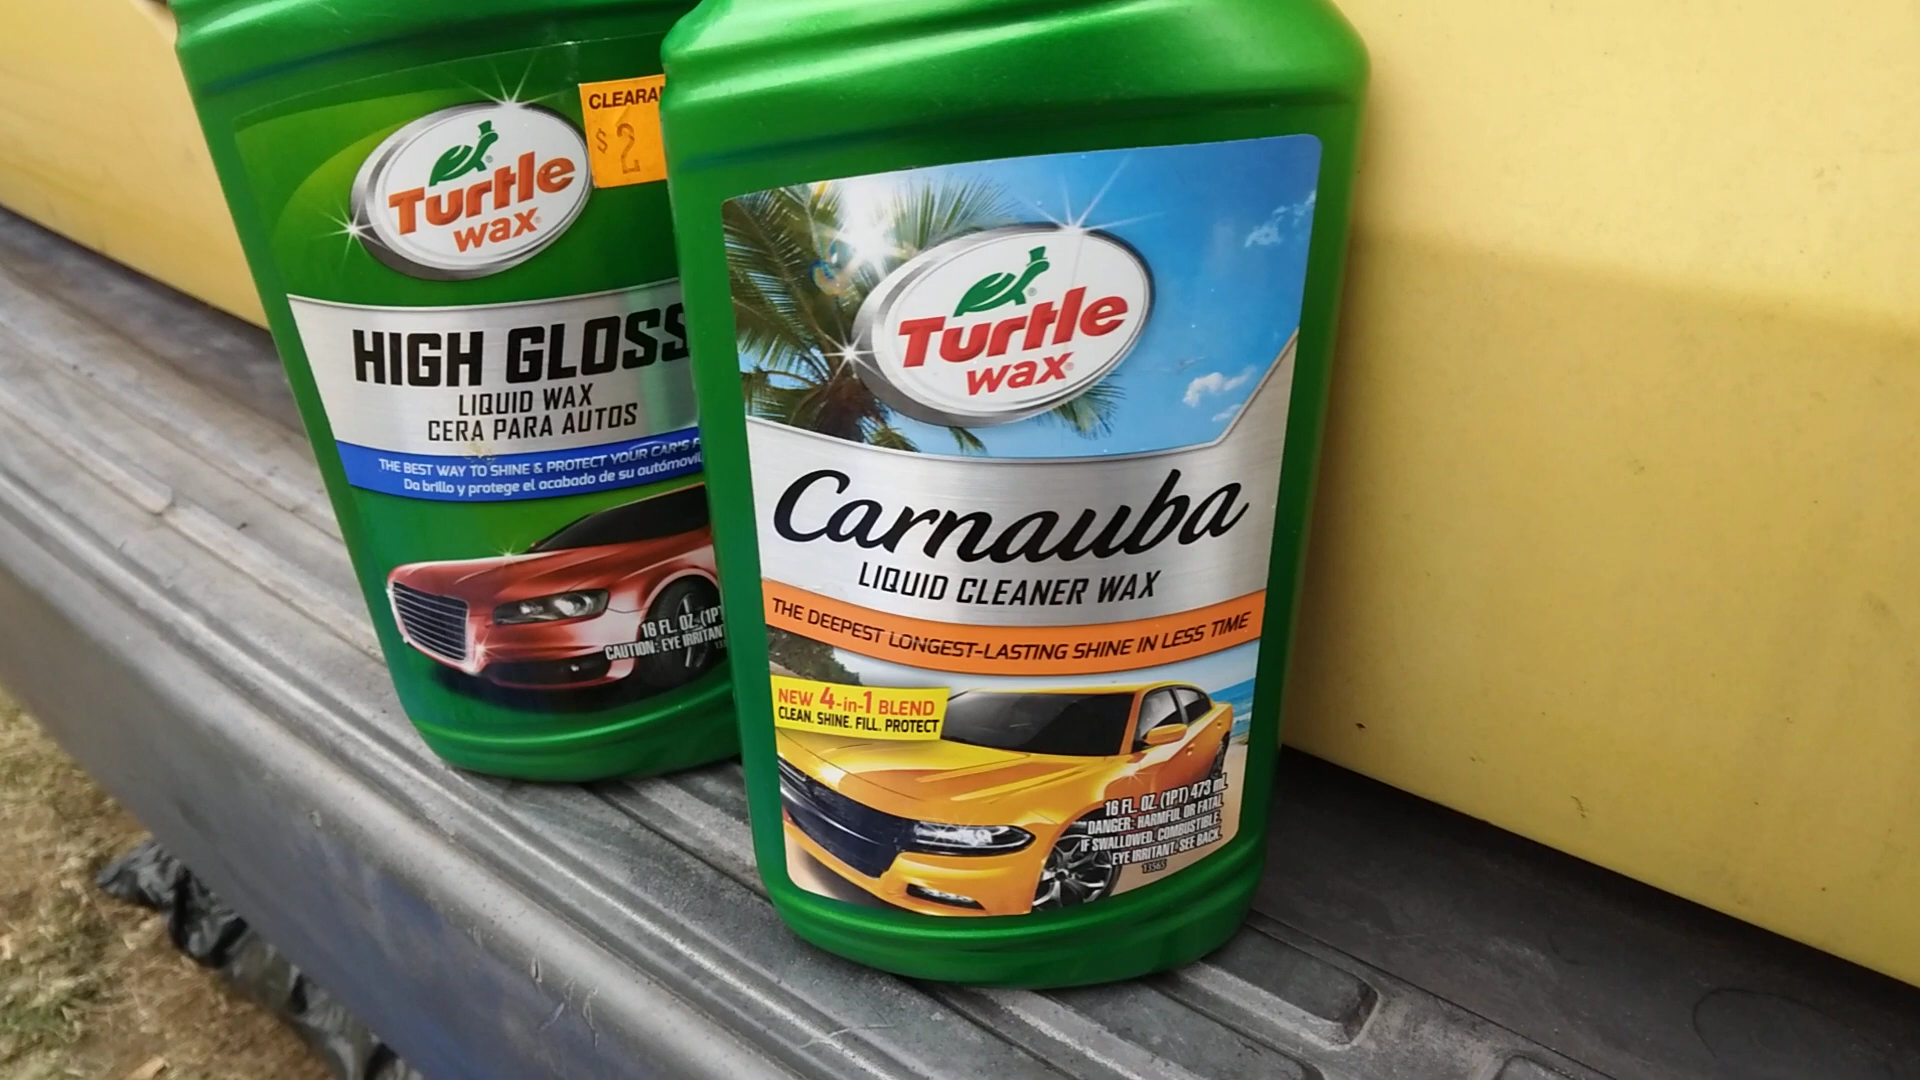 CLEARAN
$2
Turtle
wax
HIGH GLOSS
LIQUID WAX
CERA PARA AUTOS
THE BEST WAY TO SHINE & PROTECT YOUR CAR'S F
Da brillo y protege el acabado de su automóvil
16 FL. OZ. (1PT
CAUTION: EYE IRRITANT
Turtle
wax
Carnauba
LIQUID CLEANER WAX
THE DEEPEST LONGEST-LASTING SHINE IN LESS TIME
NEW 4-in-1 BLEND
CLEAN. SHINE. FILL. PROTECT
16 FL. OZ. (1PT) 473 mL
DANGER: HARMFUL OR FATAL
IF SWALLOWED. COMBUSTIBLE.
EYE IRRITANT. SEE BACK.
13565